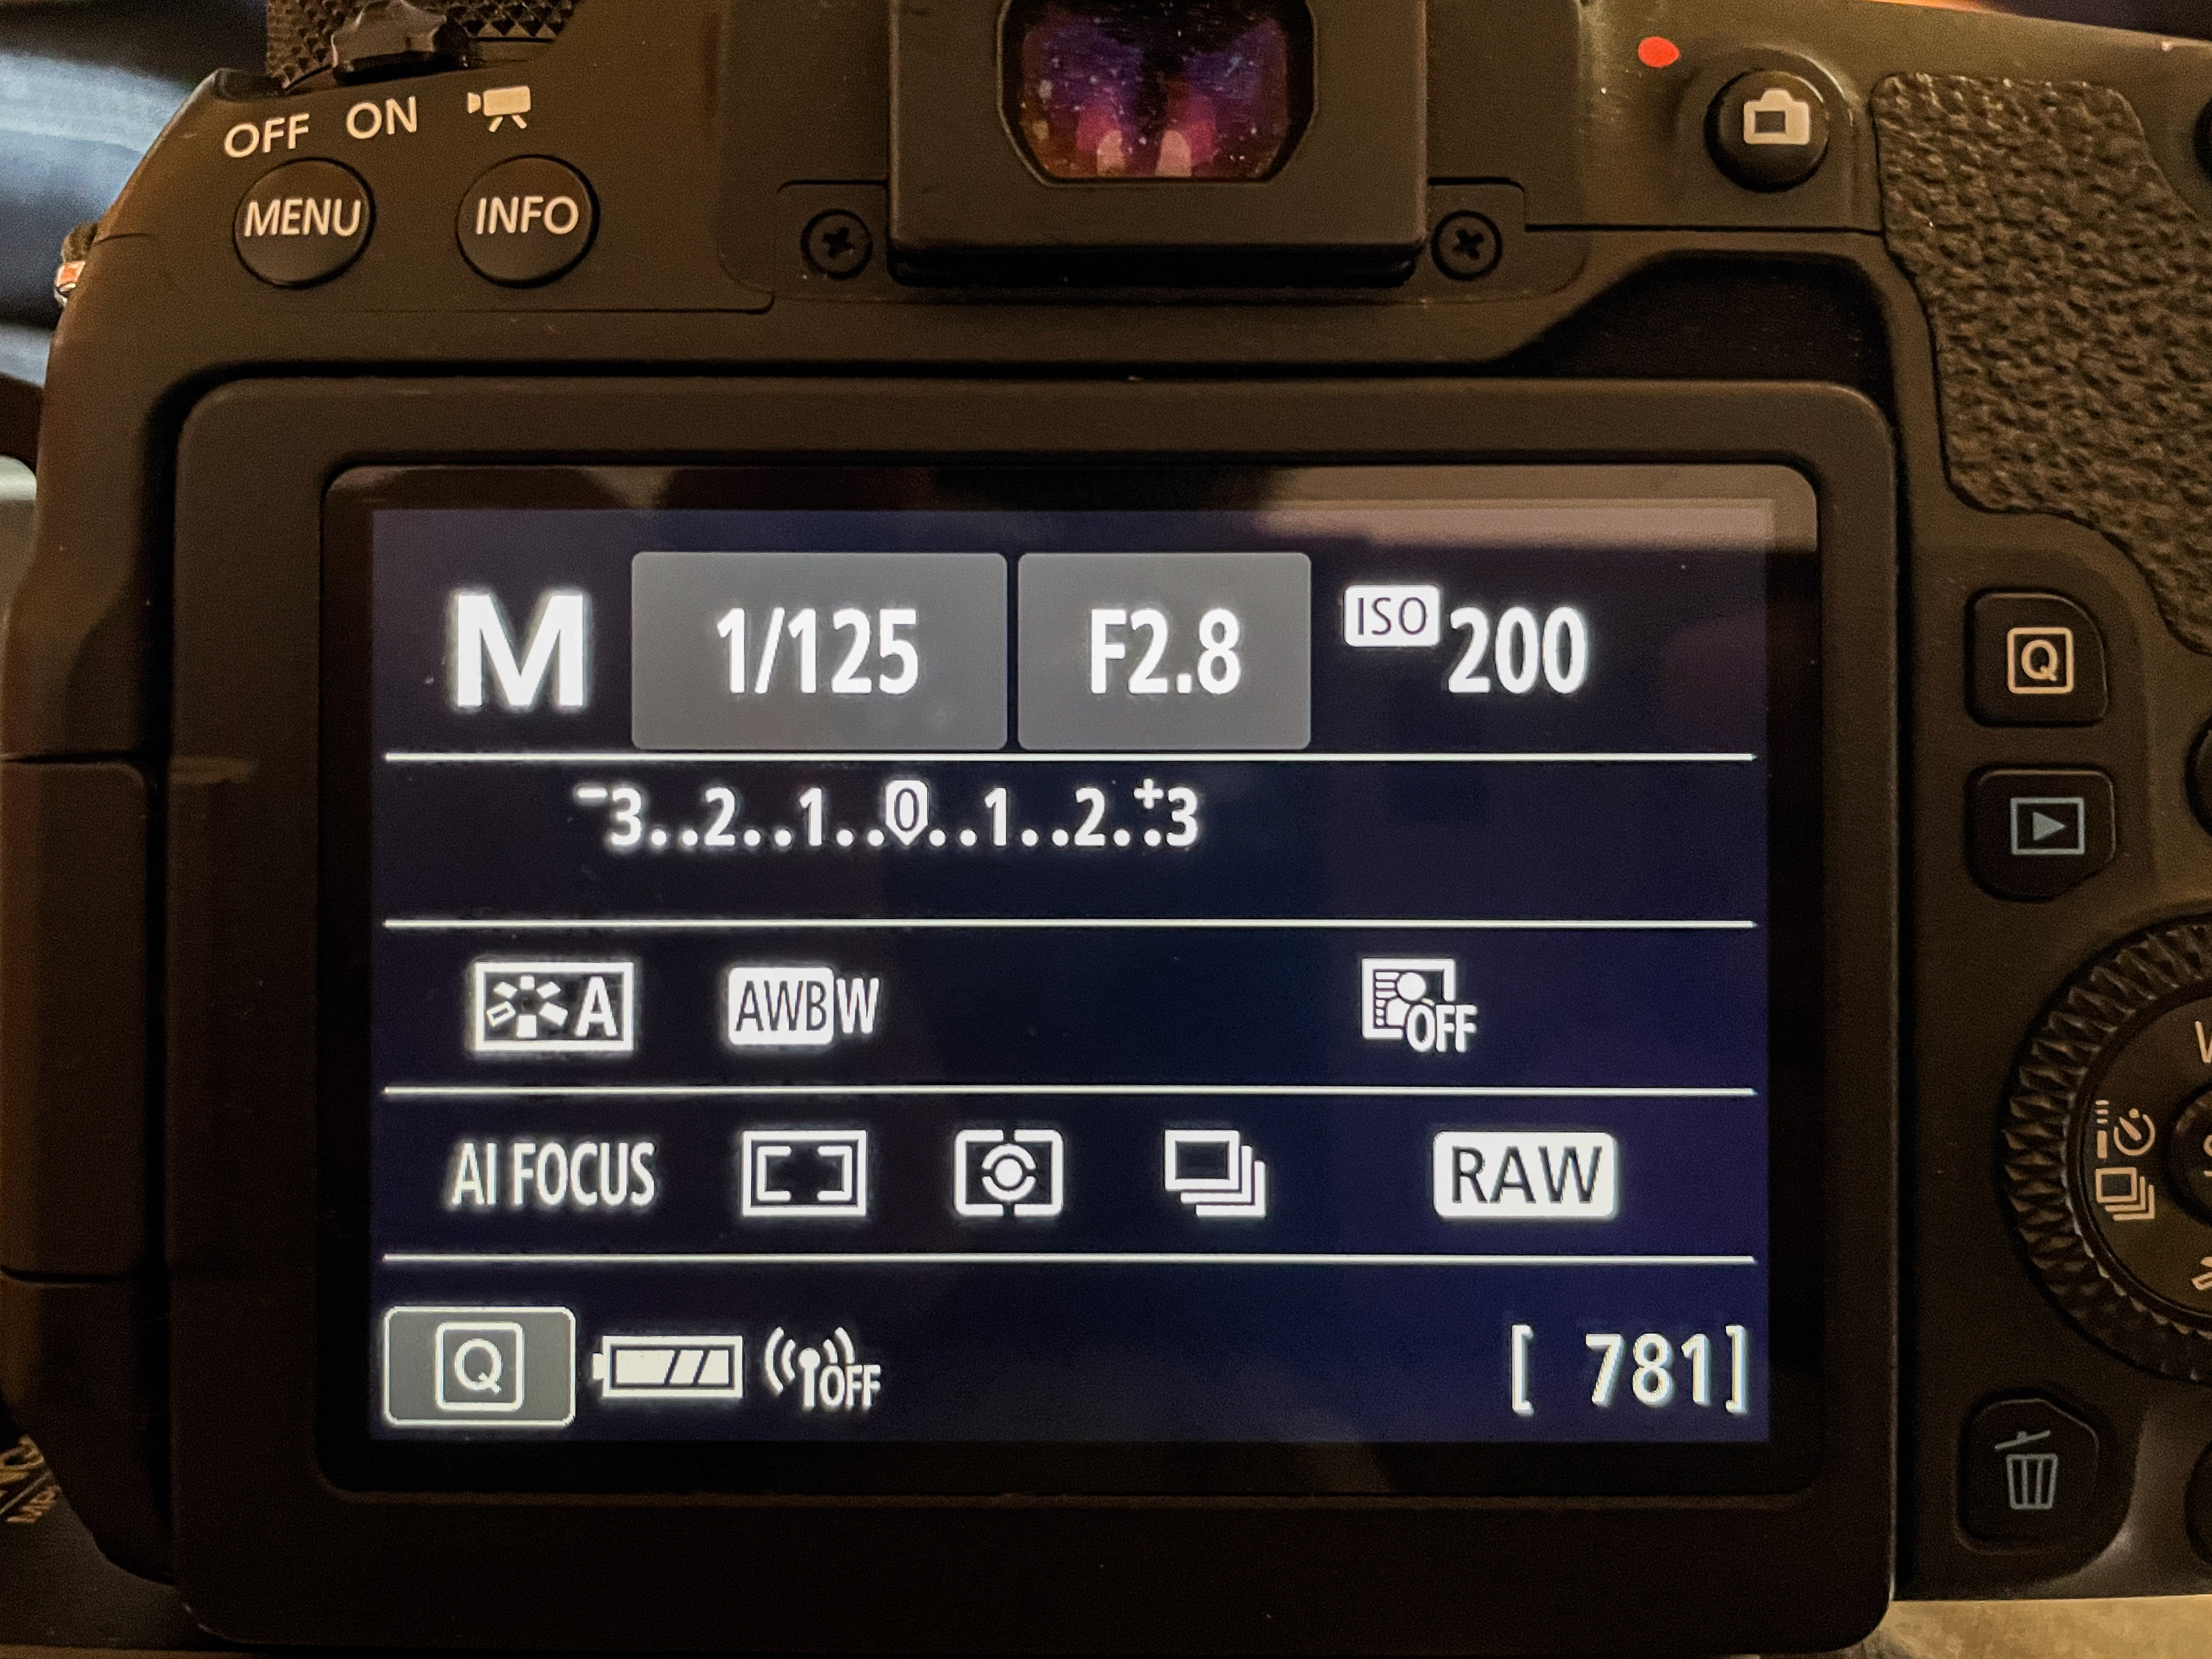 OFF ON
MENU INFO
M 1/125 F2.8 ISO 200
-3..2..1..0..1..2.:+3
A AWB W OFF
AI FOCUS RAW
Q OFF [ 781]
Q